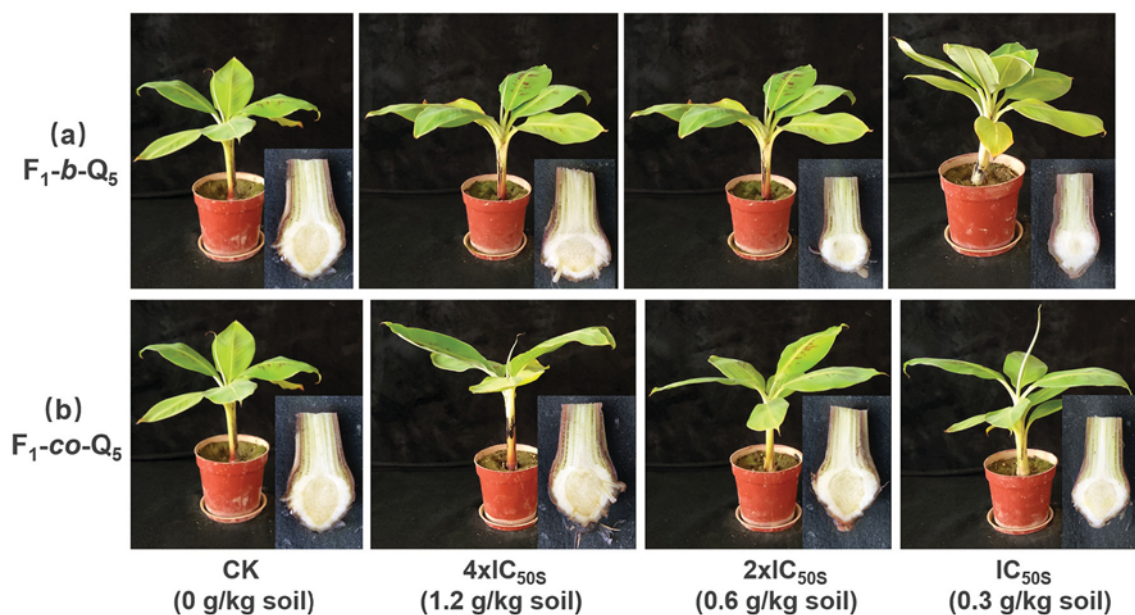 (a)
F₁-b-Q₅
(b)
F₁-co-Q₅
CK 4xIC₅₀ₛ 2xIC₅₀ₛ IC₅₀ₛ
(0 g/kg soil) (1.2 g/kg soil) (0.6 g/kg soil) (0.3 g/kg soil)